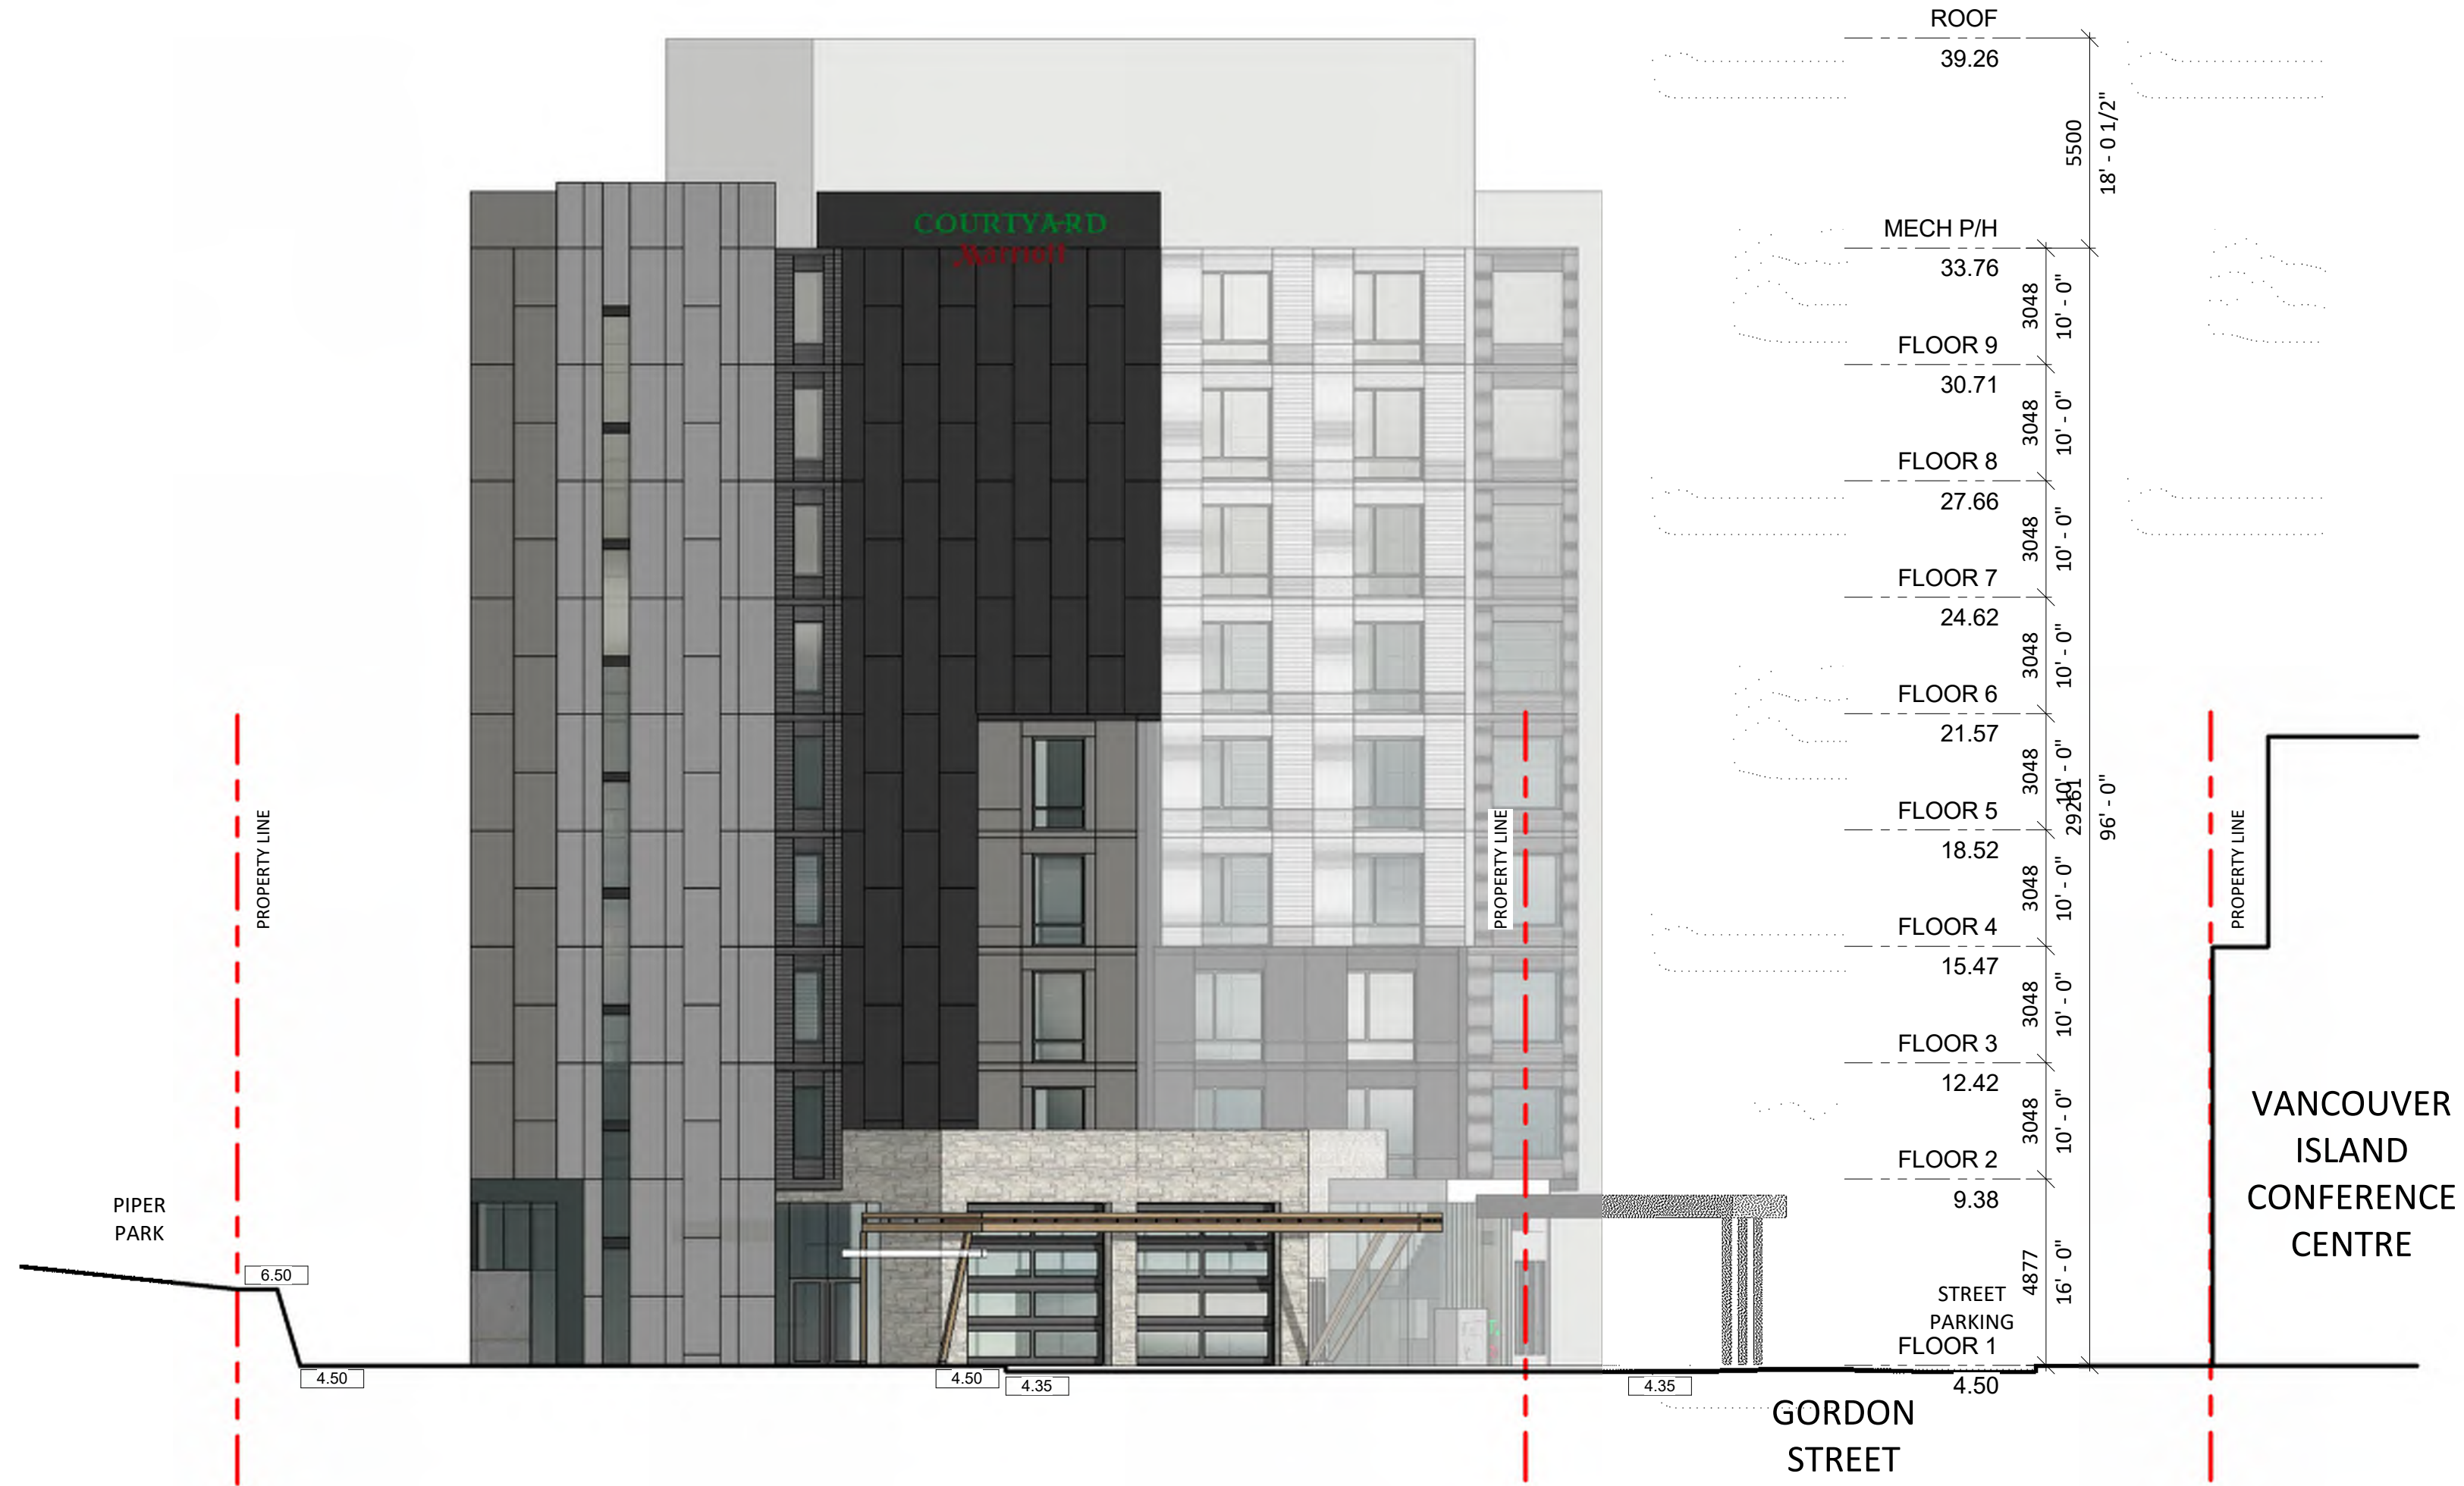 ROOF
39.26
5500
18' - 0 1/2"
COURTYARD
Marriott
MECH P/H
33.76
3048
10' - 0"
FLOOR 9
30.71
3048
10' - 0"
FLOOR 8
27.66
3048
10' - 0"
FLOOR 7
24.62
3048
10' - 0"
FLOOR 6
21.57
3048
10' - 0"
29261
96' - 0"
FLOOR 5
18.52
3048
10' - 0"
PROPERTY LINE
PROPERTY LINE
PROPERTY LINE
FLOOR 4
15.47
3048
10' - 0"
FLOOR 3
12.42
3048
10' - 0"
FLOOR 2
9.38
4877
16' - 0"
VANCOUVER
ISLAND
CONFERENCE
CENTRE
PIPER
PARK
6.50
STREET
PARKING
FLOOR 1
4.50
4.50
4.50
4.35
4.35
GORDON
STREET